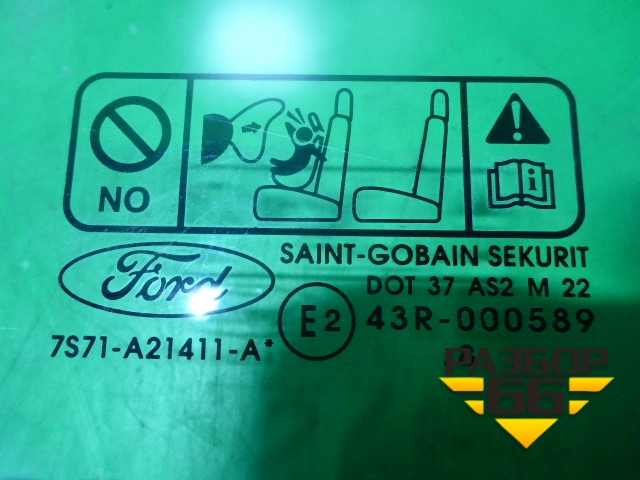 NO
Ford
SAINT-GOBAIN SEKURIT
DOT 37 AS2 M 22
E2
43R-000589
7S71-A21411-A*
РАЗБОР
66